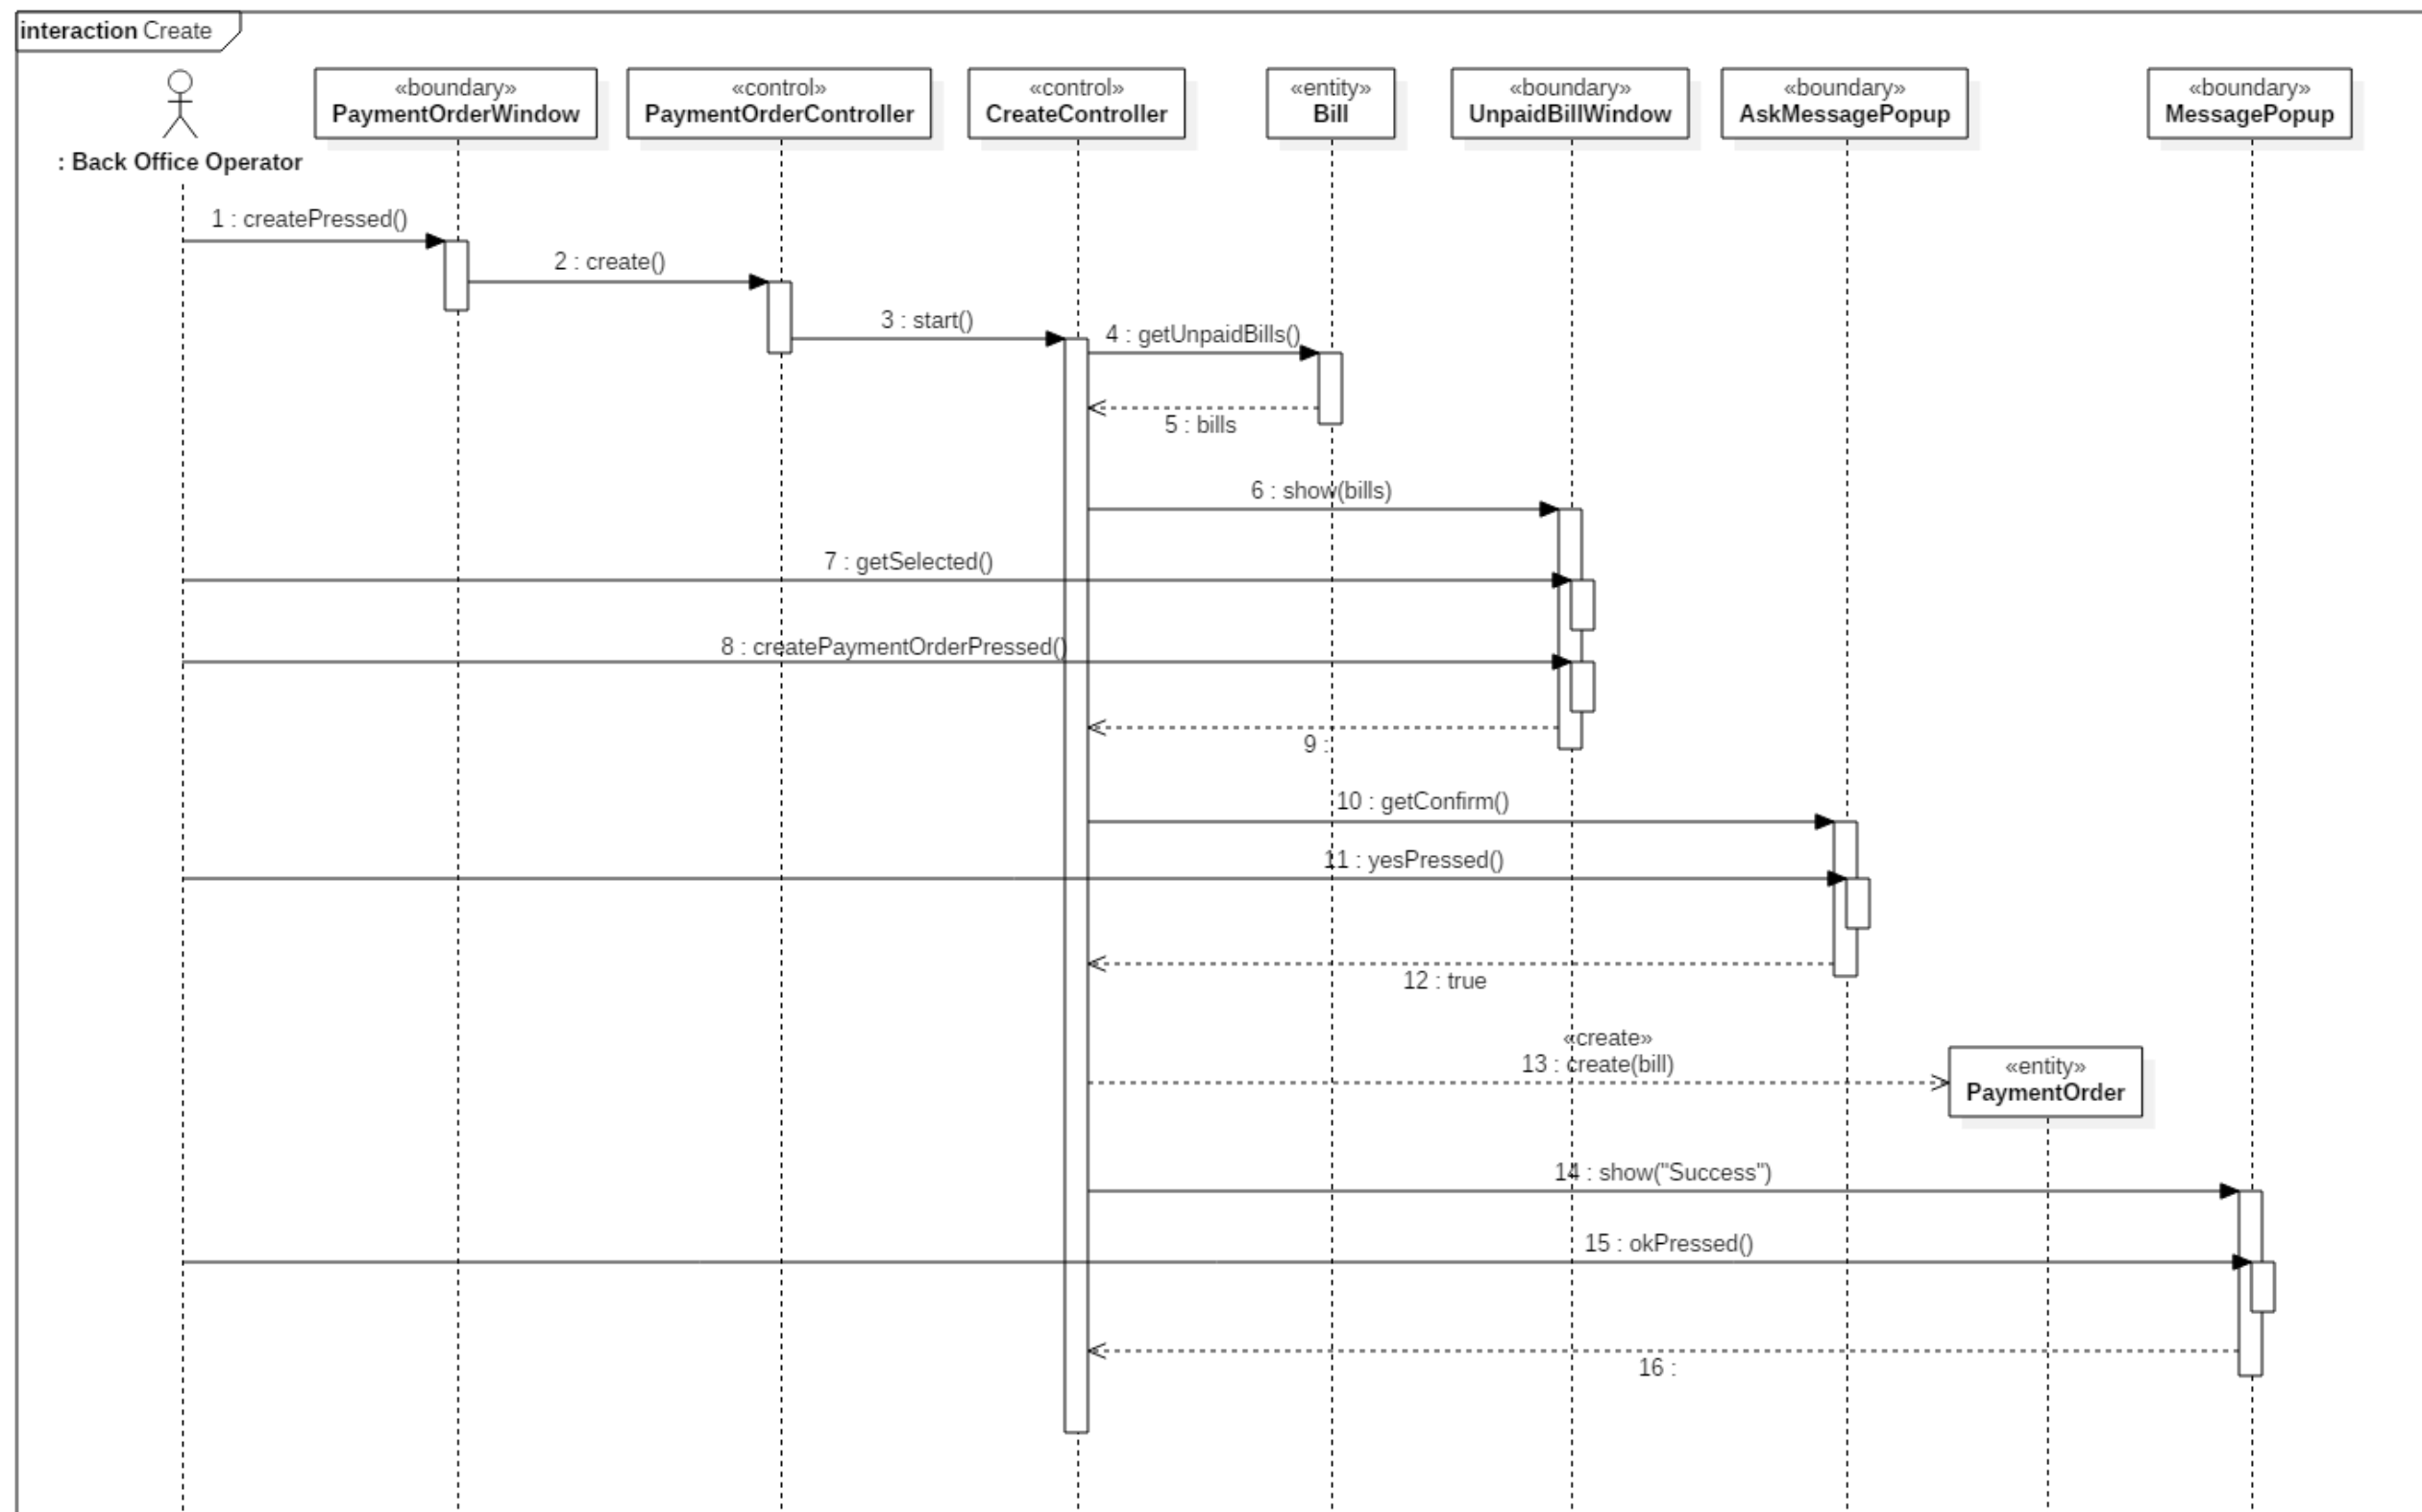 interaction Create
«boundary»
PaymentOrderWindow
«control»
PaymentOrderController
«control»
CreateController
«entity»
Bill
«boundary»
UnpaidBillWindow
«boundary»
AskMessagePopup
«boundary»
MessagePopup
: Back Office Operator
1 : createPressed()
2 : create()
3 : start()
4 : getUnpaidBills()
5 : bills
6 : show(bills)
7 : getSelected()
8 : createPaymentOrderPressed()
9 :
10 : getConfirm()
11 : yesPressed()
12 : true
«create»
13 : create(bill)
«entity»
PaymentOrder
14 : show("Success")
15 : okPressed()
16 :